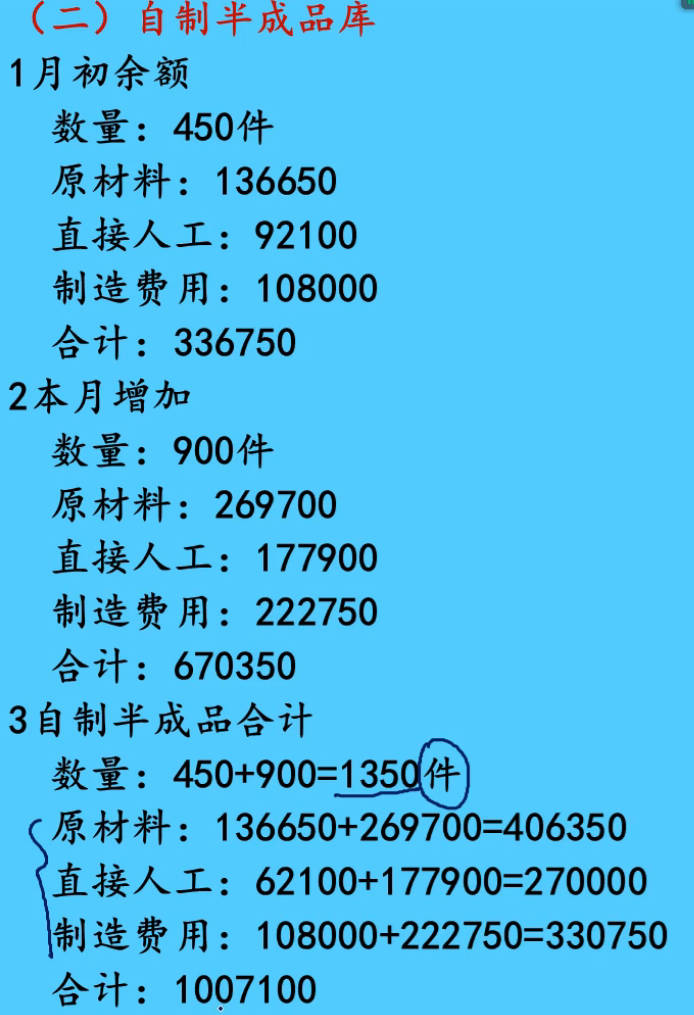 （二）自制半成品库
1月初余额
数量：450件
原材料：136650
直接人工：92100
制造费用：108000
合计：336750
2本月增加
数量：900件
原材料：269700
直接人工：177900
制造费用：222750
合计：670350
3自制半成品合计
数量：450+900=1350件
原材料：136650+269700=406350
直接人工：62100+177900=270000
制造费用：108000+222750=330750
合计：1007100